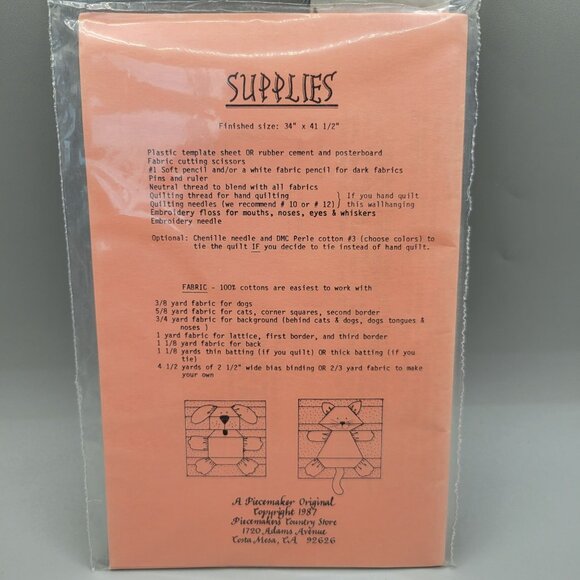 SUPPLIES
Finished size: 34" x 41 1/2"
Plastic template sheet OR rubber cement and posterboard
Fabric cutting scissors
#1 Soft pencil and/or a white fabric pencil for dark fabrics
Pins and ruler
Neutral thread to blend with all fabrics
Quilting thread for hand quilting } If you hand quilt
Quilting needles (we recommend # 10 or # 12) } this wallhanging
Embroidery floss for mouths, noses, eyes & whiskers
Embroidery needle
Optional: Chenille needle and DMC Perle cotton #3 (choose colors) to
tie the quilt IF you decide to tie instead of hand quilt.
FABRIC - 100% cottons are easiest to work with
3/8 yard fabric for dogs
5/8 yard fabric for cats, corner squares, second border
3/4 yard fabric for background (behind cats & dogs, dogs tongues &
noses )
1 yard fabric for lattice, first border, and third border
1 1/8 yard fabric for back
1 1/8 yards thin batting (if you quilt) OR thick batting (if you
tie)
4 1/2 yards of 2 1/2" wide bias binding OR 2/3 yard fabric to make
your own
A Piecemaker Original
Copyright 1987
Piecemakers Country Store
1720 Adams Avenue
Costa Mesa, CA 92626